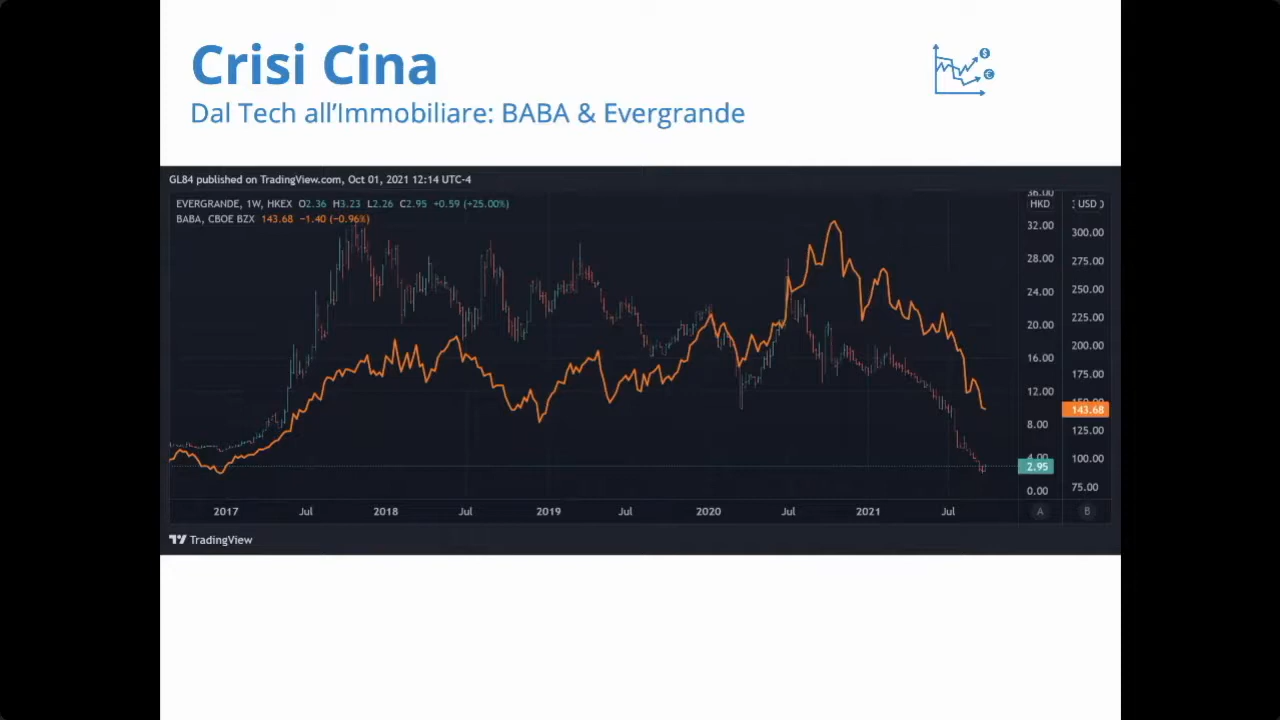 Crisi Cina
Dal Tech all’Immobiliare: BABA & Evergrande
$
€
GL84 published on TradingView.com, Oct 01, 2021 12:14 UTC-4
EVERGRANDE, 1W, HKEX O2.36 H3.23 L2.26 C2.95 +0.59 (+25.00%)
BABA, CBOE BZX 143.68 −1.40 (−0.96%)
36.00
HKD
USD
32.00
300.00
28.00
275.00
24.00
250.00
20.00
225.00
16.00
200.00
12.00
175.00
8.00
150.00
143.68
125.00
4.00
2.95
100.00
0.00
75.00
2017 Jul 2018 Jul 2019 Jul 2020 Jul 2021 Jul
A B
TradingView